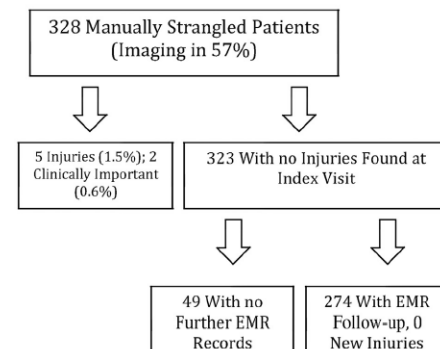 328 Manually Strangled Patients
(Imaging in 57%)
5 Injuries (1.5%); 2
Clinically Important
(0.6%)
323 With no Injuries Found at
Index Visit
49 With no
Further EMR
Records
274 With EMR
Follow-up, 0
New Injuries